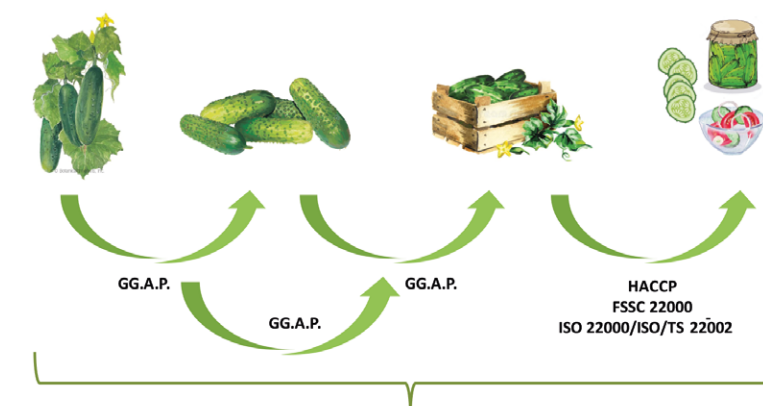 GG.A.P.
GG.A.P.
GG.A.P.
HACCP
FSSC 22000
ISO 22000/ISO/TS 22002